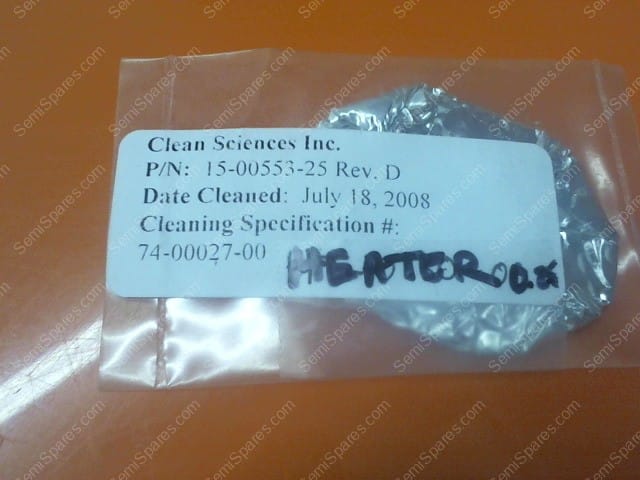 Clean Sciences Inc.
P/N: 15-00553-25 Rev. D
Date Cleaned: July 18, 2008
Cleaning Specification #:
74-00027-00
HEATER
SemiSpares.com